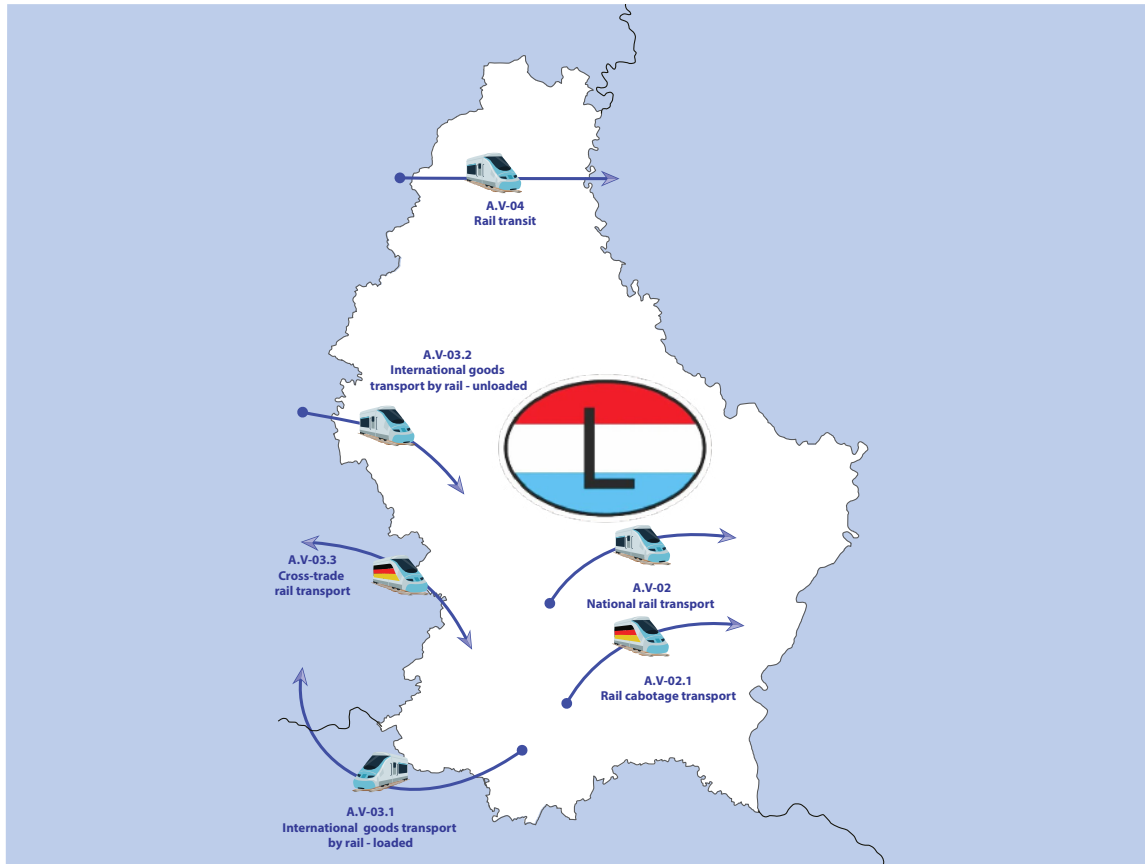 A.V-04
Rail transit
A.V-03.2
International goods
transport by rail - unloaded
L
A.V-03.3
Cross-trade
rail transport
A.V-02
National rail transport
A.V-02.1
Rail cabotage transport
A.V-03.1
International goods transport
by rail - loaded